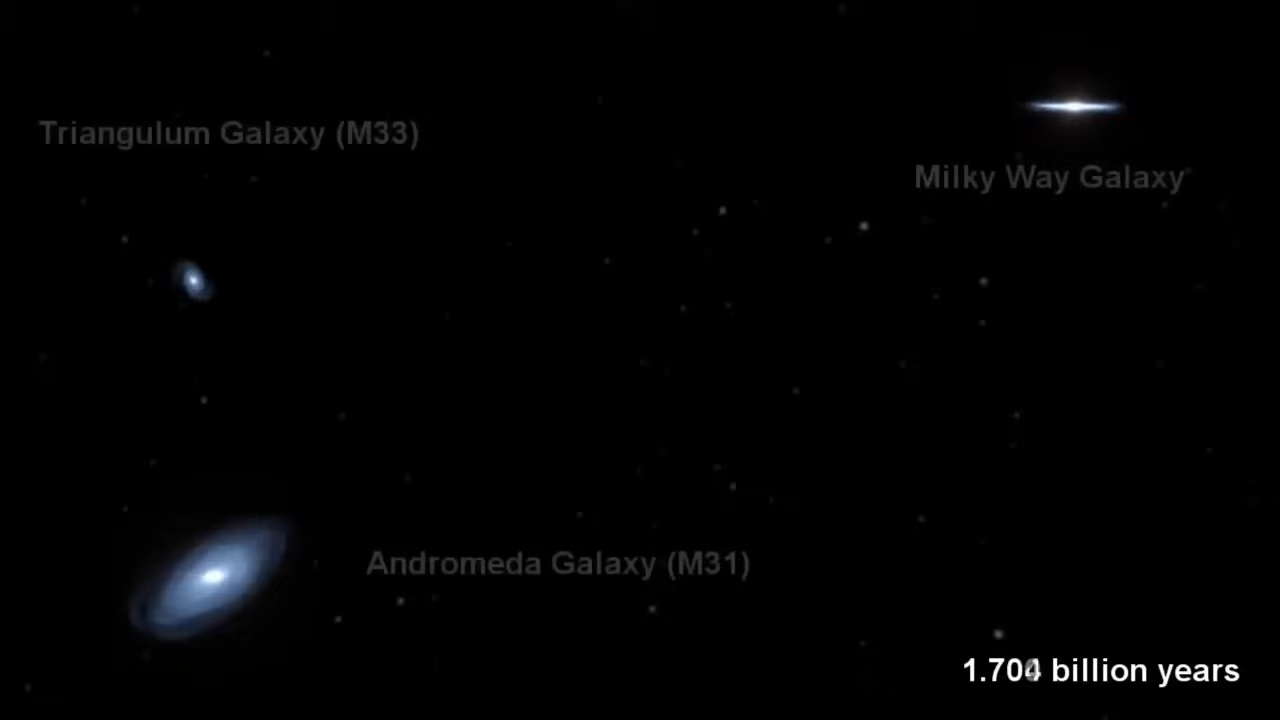 Triangulum Galaxy (M33)
Milky Way Galaxy
Andromeda Galaxy (M31)
1.704 billion years